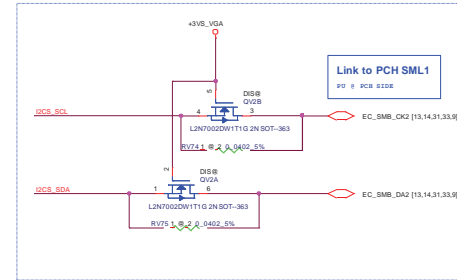 +3VS_VGA
Link to PCH SML1
PU @ PCH SIDE
5
DIS@
QV2B
I2CS_SCL
4
3
EC_SMB_CK2 [13,14,31,33,9]
L2N7002DW1T1G 2N SOT--363
RV74 1 @ 2 0_0402_5%
2
DIS@
QV2A
I2CS_SDA
1
6
EC_SMB_DA2 [13,14,31,33,9]
L2N7002DW1T1G 2N SOT--363
RV75 1 @ 2 0_0402_5%